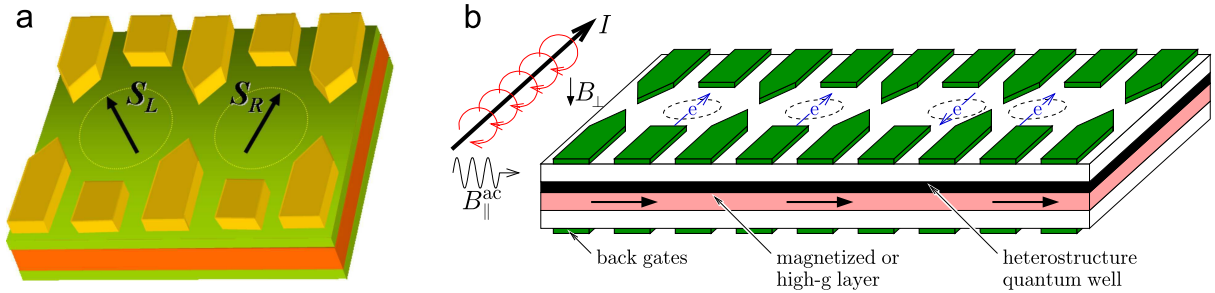 a
S_L
S_R
b
I
B_⊥
B_∥^ac
e
e
e
e
back gates
magnetized or
high-g layer
heterostructure
quantum well